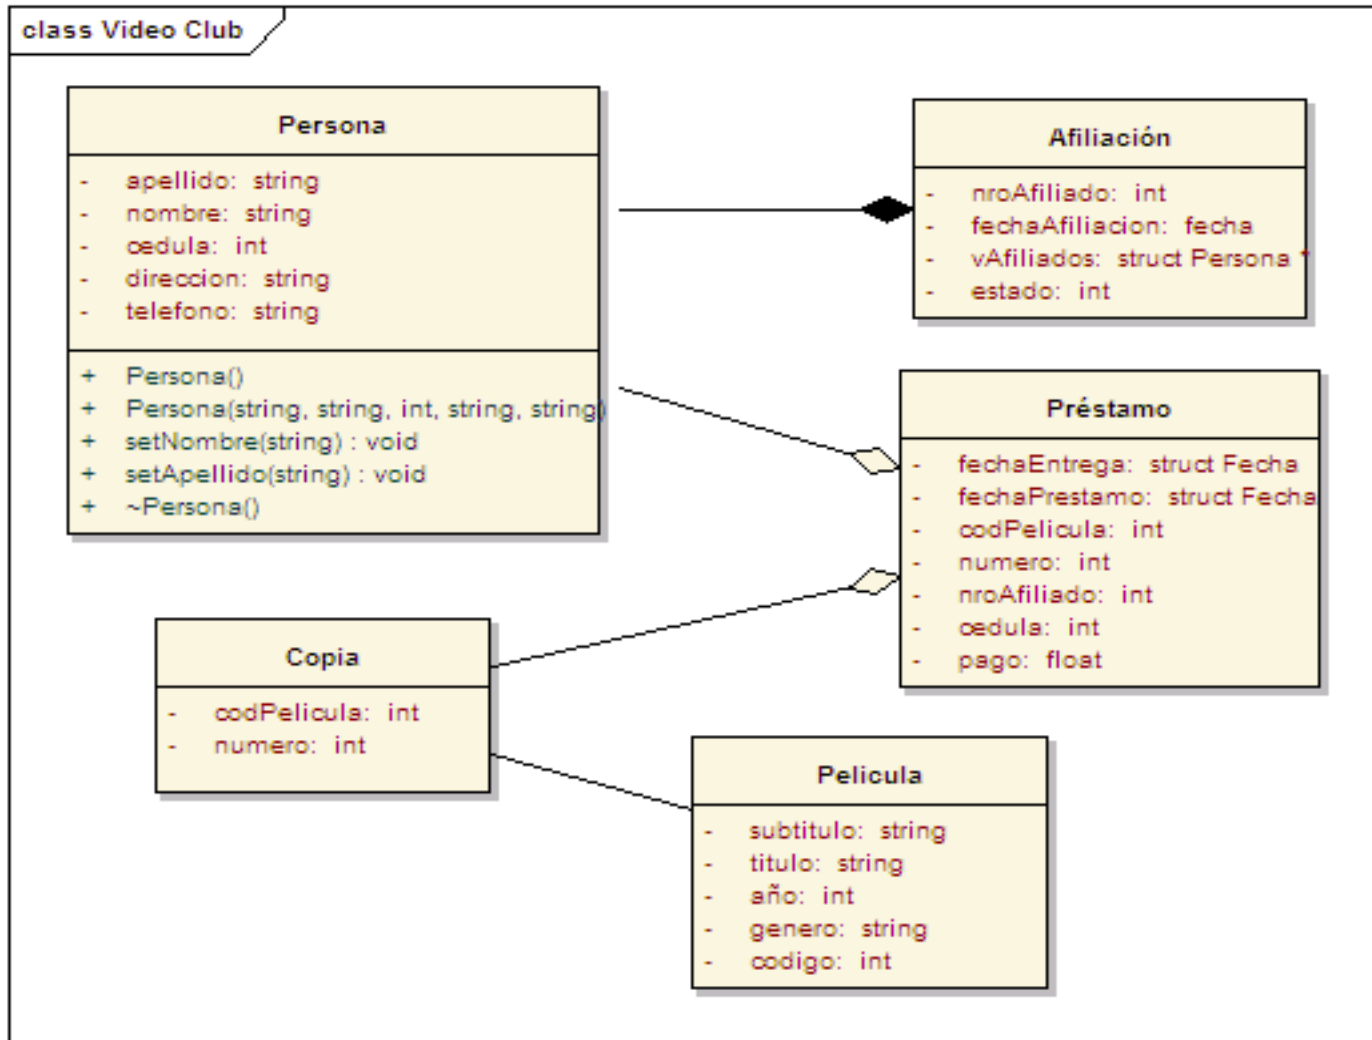 class Video Club
Persona
- apellido: string
- nombre: string
- cedula: int
- direccion: string
- telefono: string
+ Persona()
+ Persona(string, string, int, string, string)
+ setNombre(string) : void
+ setApellido(string) : void
+ ~Persona()
Afiliación
- nroAfiliado: int
- fechaAfiliacion: fecha
- vAfiliados: struct Persona *
- estado: int
Préstamo
- fechaEntrega: struct Fecha
- fechaPrestamo: struct Fecha
- codPelicula: int
- numero: int
- nroAfiliado: int
- cedula: int
- pago: float
Copia
- codPelicula: int
- numero: int
Pelicula
- subtitulo: string
- titulo: string
- año: int
- genero: string
- codigo: int